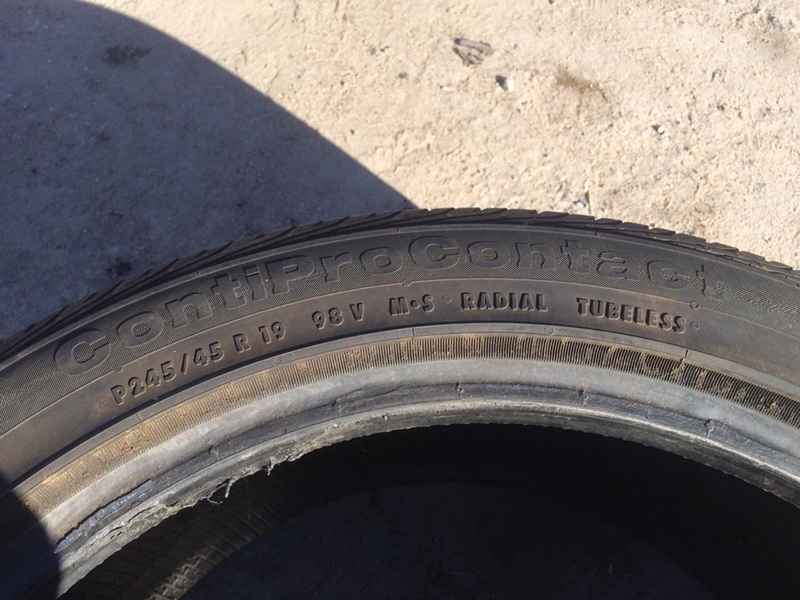 ContiProContact
P245/45 R 19 98 V M•S RADIAL TUBELESS